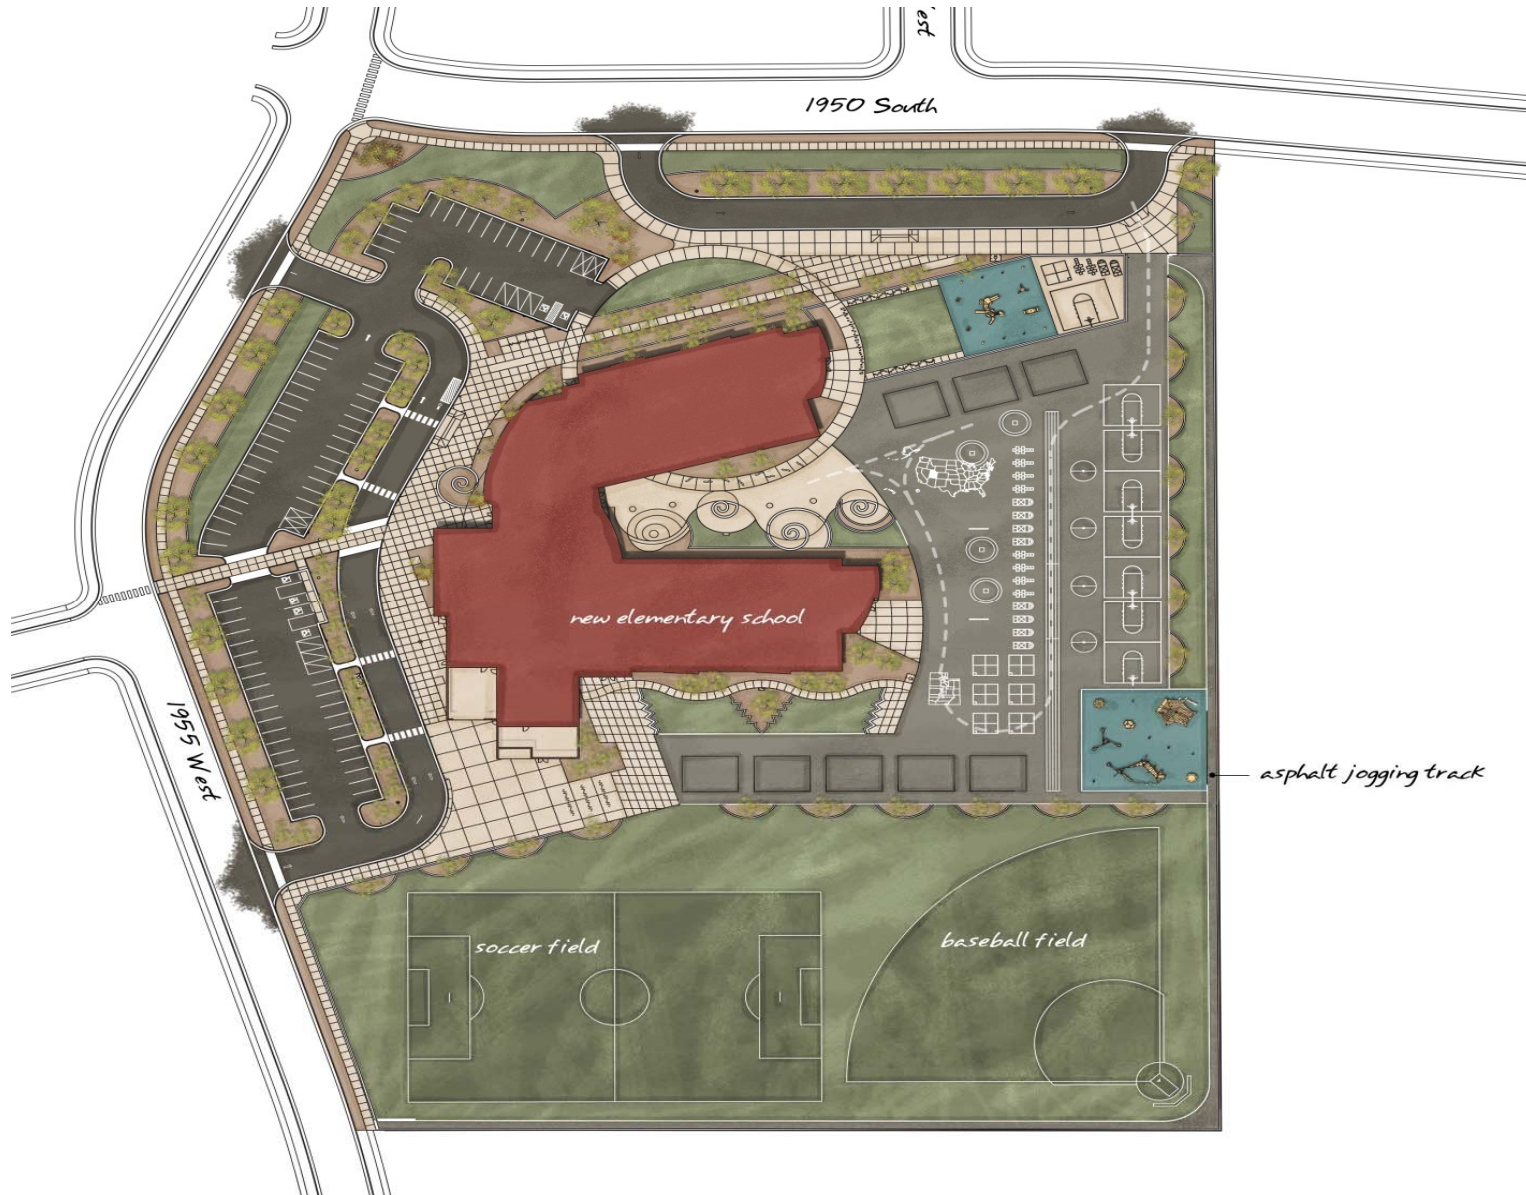 1950 South
new elementary school
1955 West
asphalt jogging track
soccer field
baseball field